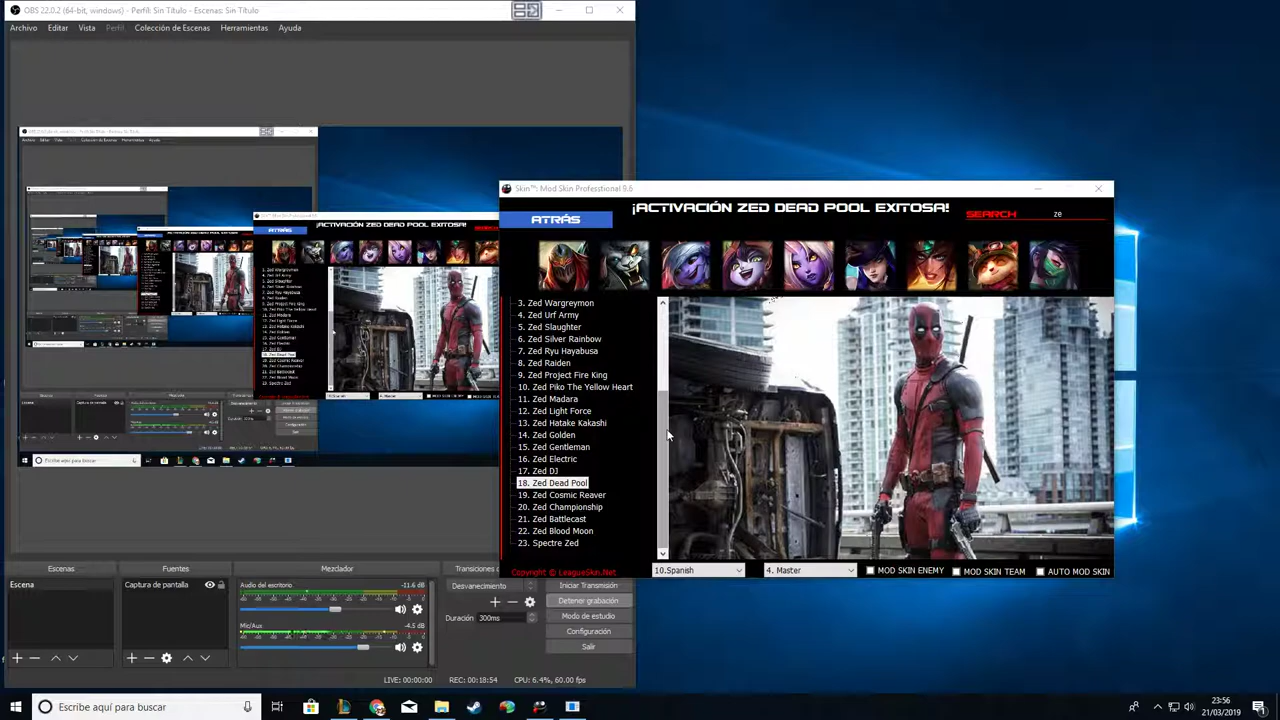 OBS 22.0.2 (64-bit, windows) - Perfil: Sin Título - Escenas: Sin Título
Archivo Editar Vista Perfil Colección de Escenas Herramientas Ayuda
Skin™: Mod Skin Professtional 9.6
ATRÁS
¡ACTIVACIÓN ZED DEAD POOL EXITOSA!
SEARCH ze
3. Zed Wargreymon
4. Zed Urf Army
5. Zed Slaughter
6. Zed Silver Rainbow
7. Zed Ryu Hayabusa
8. Zed Raiden
9. Zed Project Fire King
10. Zed Piko The Yellow Heart
11. Zed Madara
12. Zed Light Force
13. Zed Hatake Kakashi
14. Zed Golden
15. Zed Gentleman
16. Zed Electric
17. Zed DJ
18. Zed Dead Pool
19. Zed Cosmic Reaver
20. Zed Championship
21. Zed Battlecast
22. Zed Blood Moon
23. Spectre Zed
Copyright @ LeagueSkin.Net
10.Spanish
4. Master
MOD SKIN ENEMY
MOD SKIN TEAM
AUTO MOD SKIN
Escenas
Escena
Fuentes
Captura de pantalla
Mezclador
Audio del escritorio -11.6 dB
Mic/Aux -4.5 dB
Desvanecimiento
Duración 300ms
Iniciar Transmisión
Detener grabación
Modo de estudio
Configuración
Salir
LIVE: 00:00:00 REC: 00:18:54 CPU: 6.4%, 60.00 fps
Escribe aquí para buscar
23:56
21/03/2019